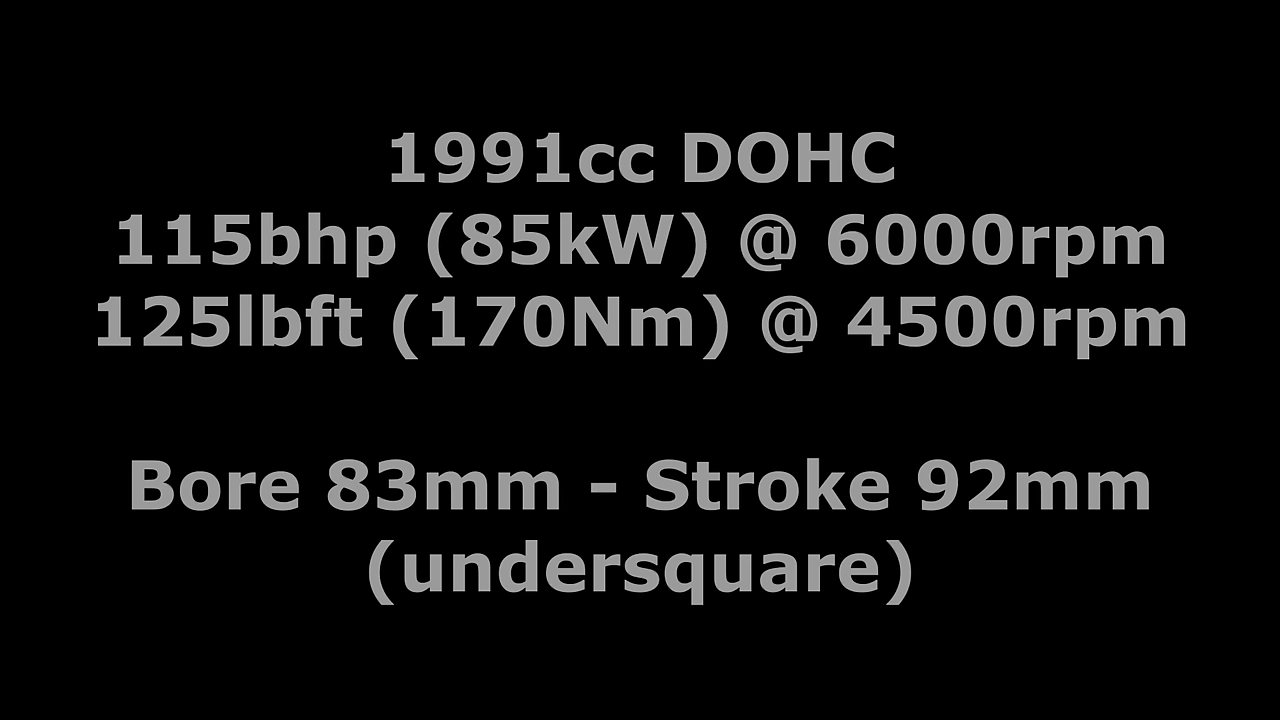 1991cc DOHC
115bhp (85kW) @ 6000rpm
125lbft (170Nm) @ 4500rpm
Bore 83mm - Stroke 92mm
(undersquare)